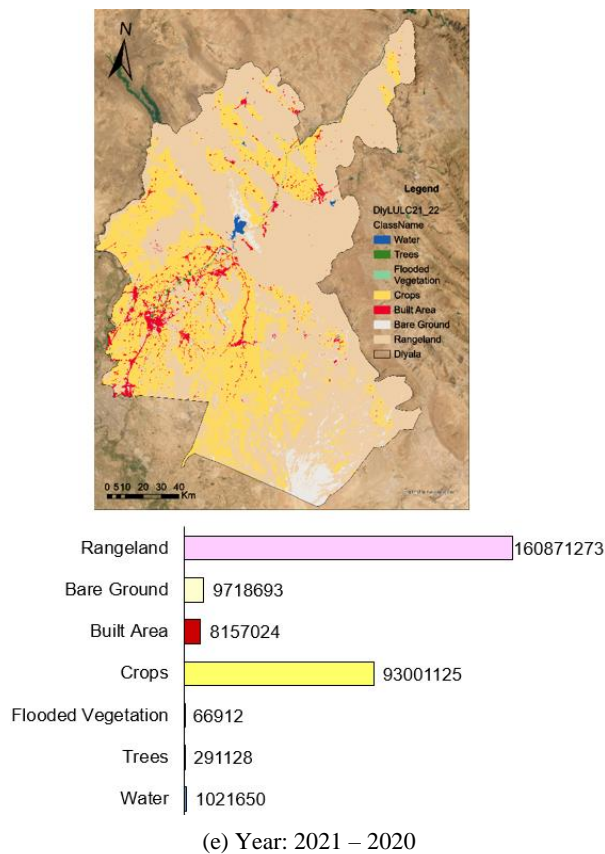 N
Legend
DiyLULC21_22
ClassName
Water
Trees
Flooded
Vegetation
Crops
Built Area
Bare Ground
Rangeland
Diyala
0 5 10 20 30 40
Km
Rangeland 160871273
Bare Ground 9718693
Built Area 8157024
Crops 93001125
Flooded Vegetation 66912
Trees 291128
Water 1021650
(e) Year: 2021 – 2020